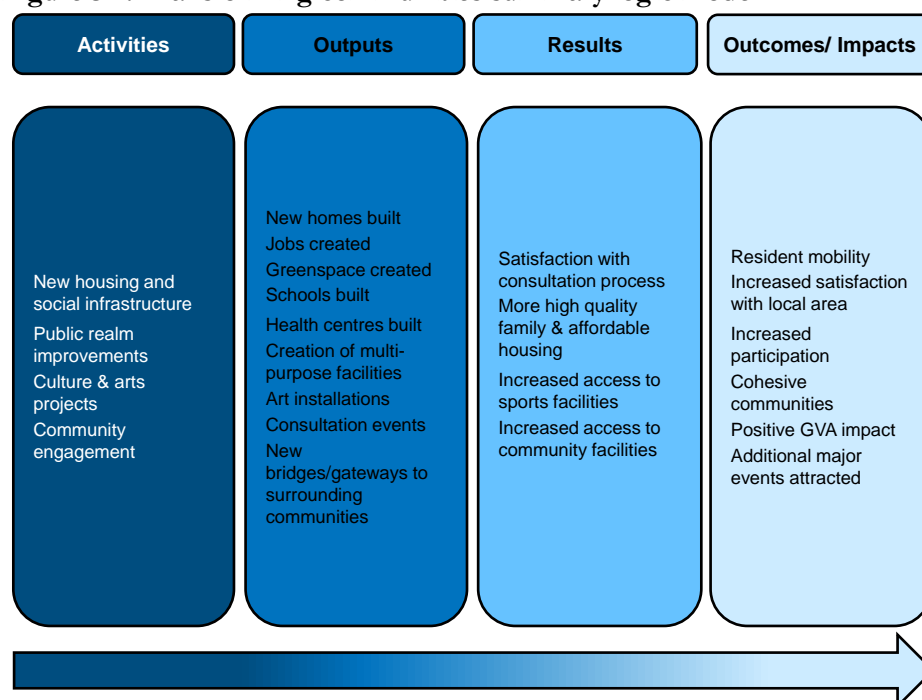 Activities
Outputs
Results
Outcomes/ Impacts
New housing and
social infrastructure
Public realm
improvements
Culture & arts
projects
Community
engagement
New homes built
Jobs created
Greenspace created
Schools built
Health centres built
Creation of multi-
purpose facilities
Art installations
Consultation events
New
bridges/gateways to
surrounding
communities
Satisfaction with
consultation process
More high quality
family & affordable
housing
Increased access to
sports facilities
Increased access to
community facilities
Resident mobility
Increased satisfaction
with local area
Increased
participation
Cohesive
communities
Positive GVA impact
Additional major
events attracted